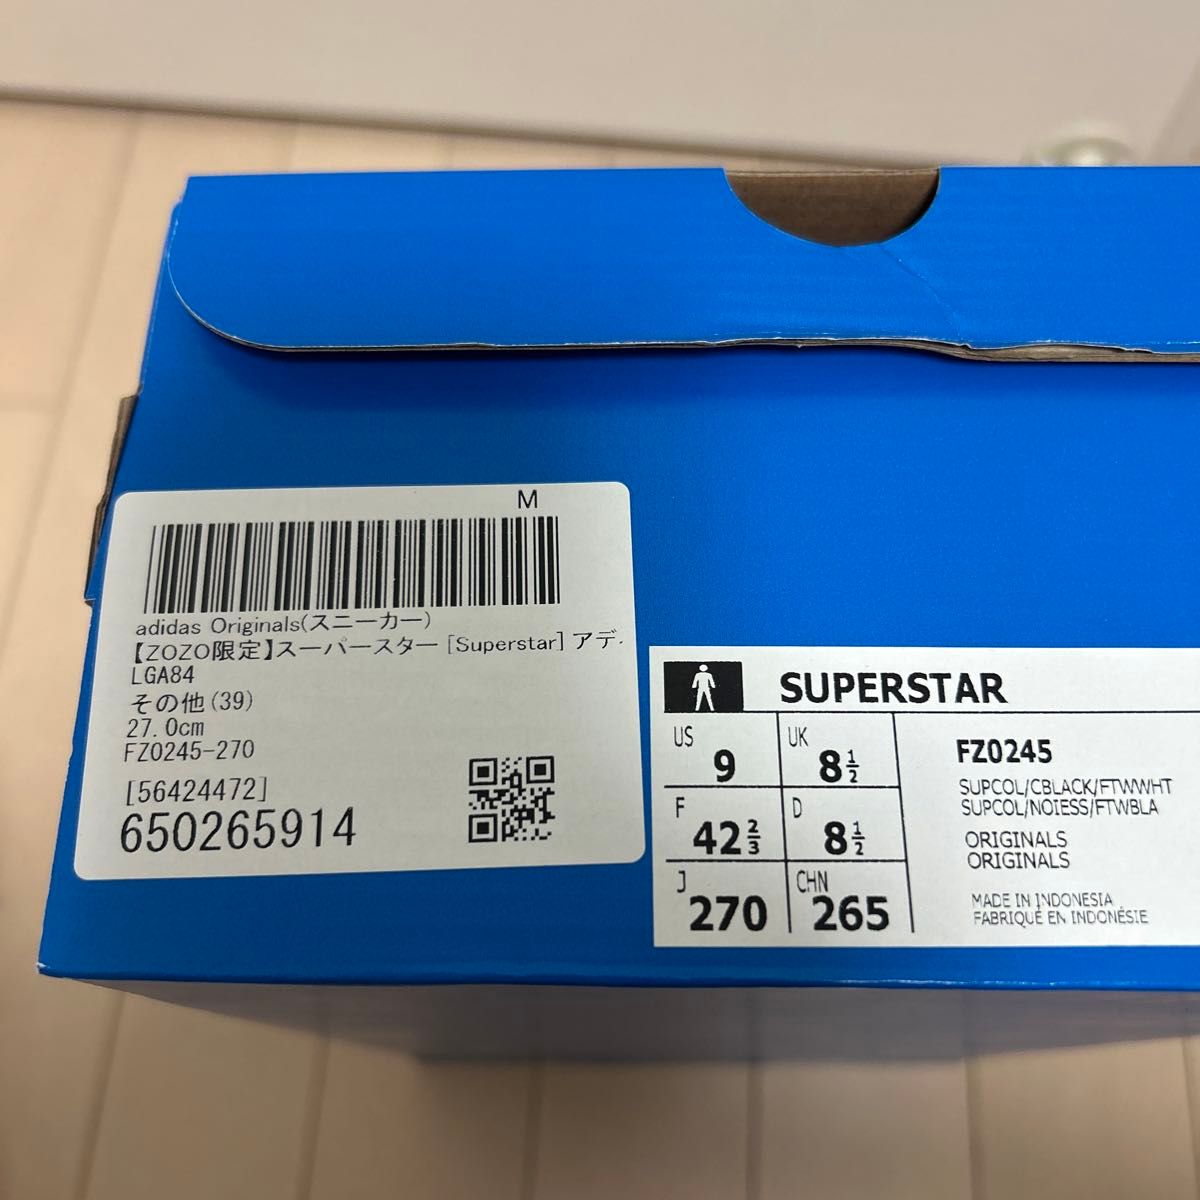 M
adidas Originals(スニーカー)
【ZOZO限定】スーパースター [Superstar] アデ.
LGA84
その他(39)
27.0cm
FZ0245-270
[56424472]
650265914
SUPERSTAR
US 9 UK 8 1/2
F 42 2/3 D 8 1/2
J 270 CHN 265
FZ0245
SUPCOL/CBLACK/FTWWHT
SUPCOL/NOIESS/FTWBLA
ORIGINALS
ORIGINALS
MADE IN INDONESIA
FABRIQUÉ EN INDONÉSIE